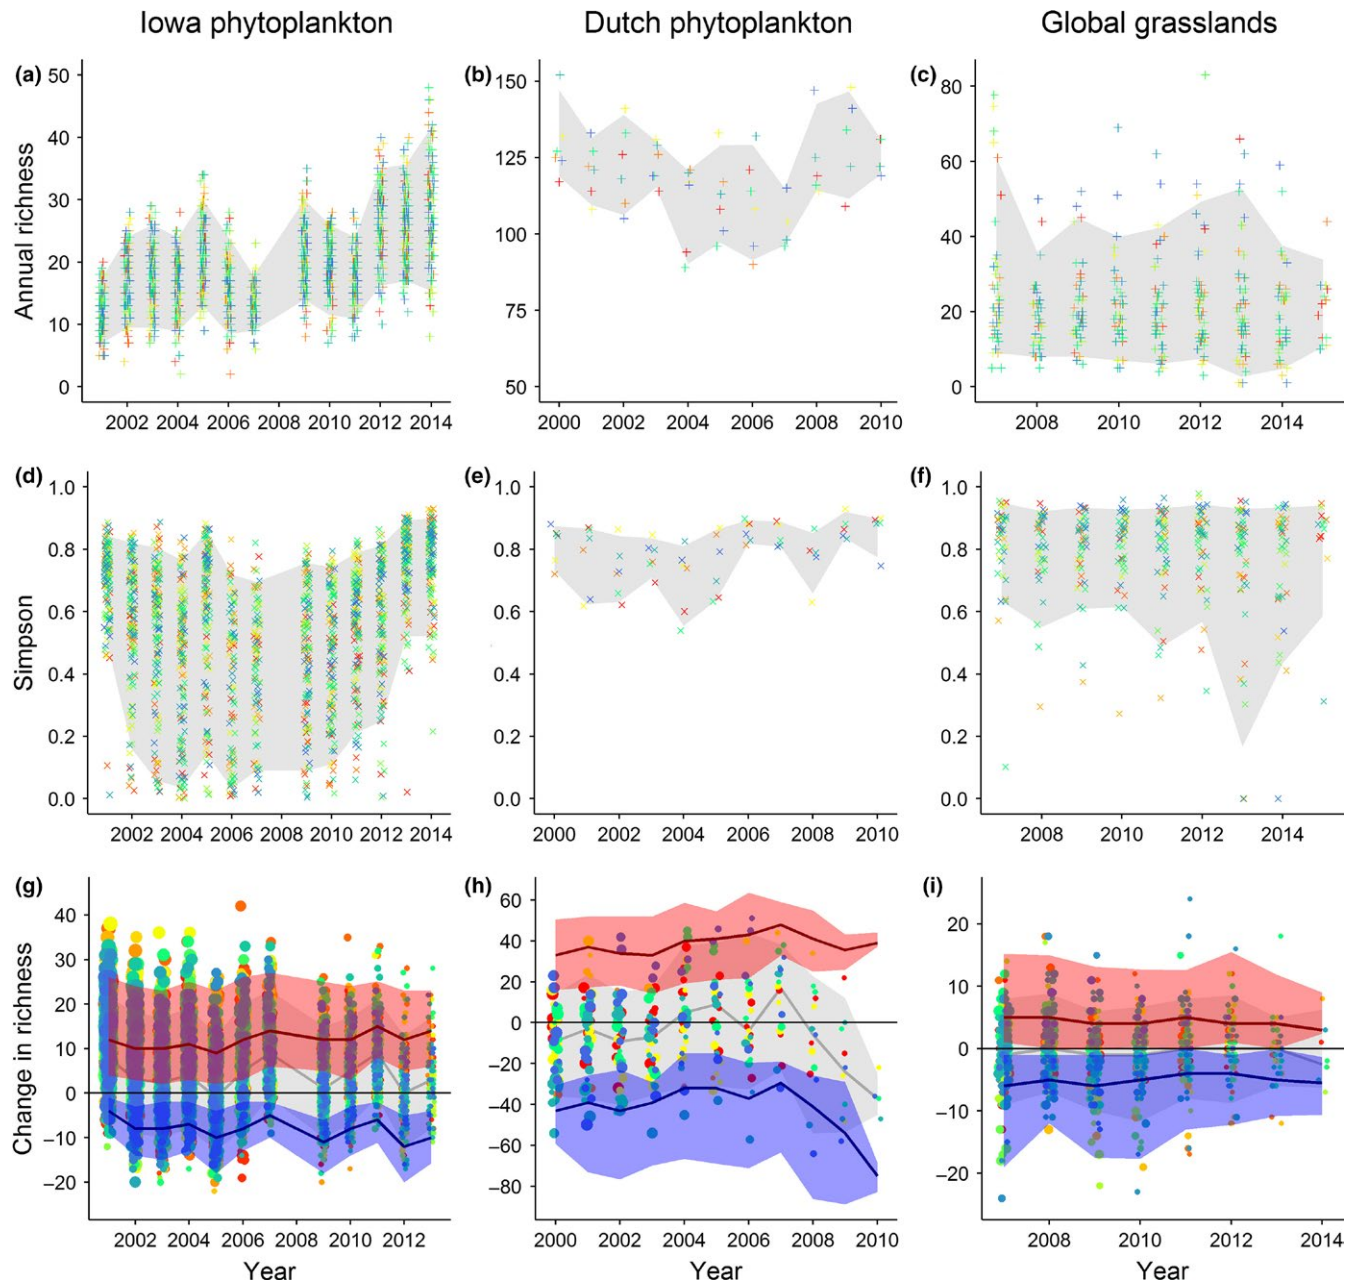 Iowa phytoplankton Dutch phytoplankton Global grasslands
(a) (b) (c)
Annual richness
50
40
30
20
10
0
2002 2004 2006 2008 2010 2012 2014
150
125
100
75
50
2000 2002 2004 2006 2008 2010
80
60
40
20
0
2008 2010 2012 2014
(d) (e) (f)
Simpson
1.0
0.8
0.6
0.4
0.2
0.0
2002 2004 2006 2008 2010 2012 2014
1.0
0.8
0.6
0.4
0.2
0.0
2000 2002 2004 2006 2008 2010
1.0
0.8
0.6
0.4
0.2
0.0
2008 2010 2012 2014
(g) (h) (i)
Change in richness
40
30
20
10
0
−10
−20
2002 2004 2006 2008 2010 2012
Year
60
40
20
0
−20
−40
−60
−80
2000 2002 2004 2006 2008 2010
Year
20
10
0
−10
−20
2008 2010 2012 2014
Year